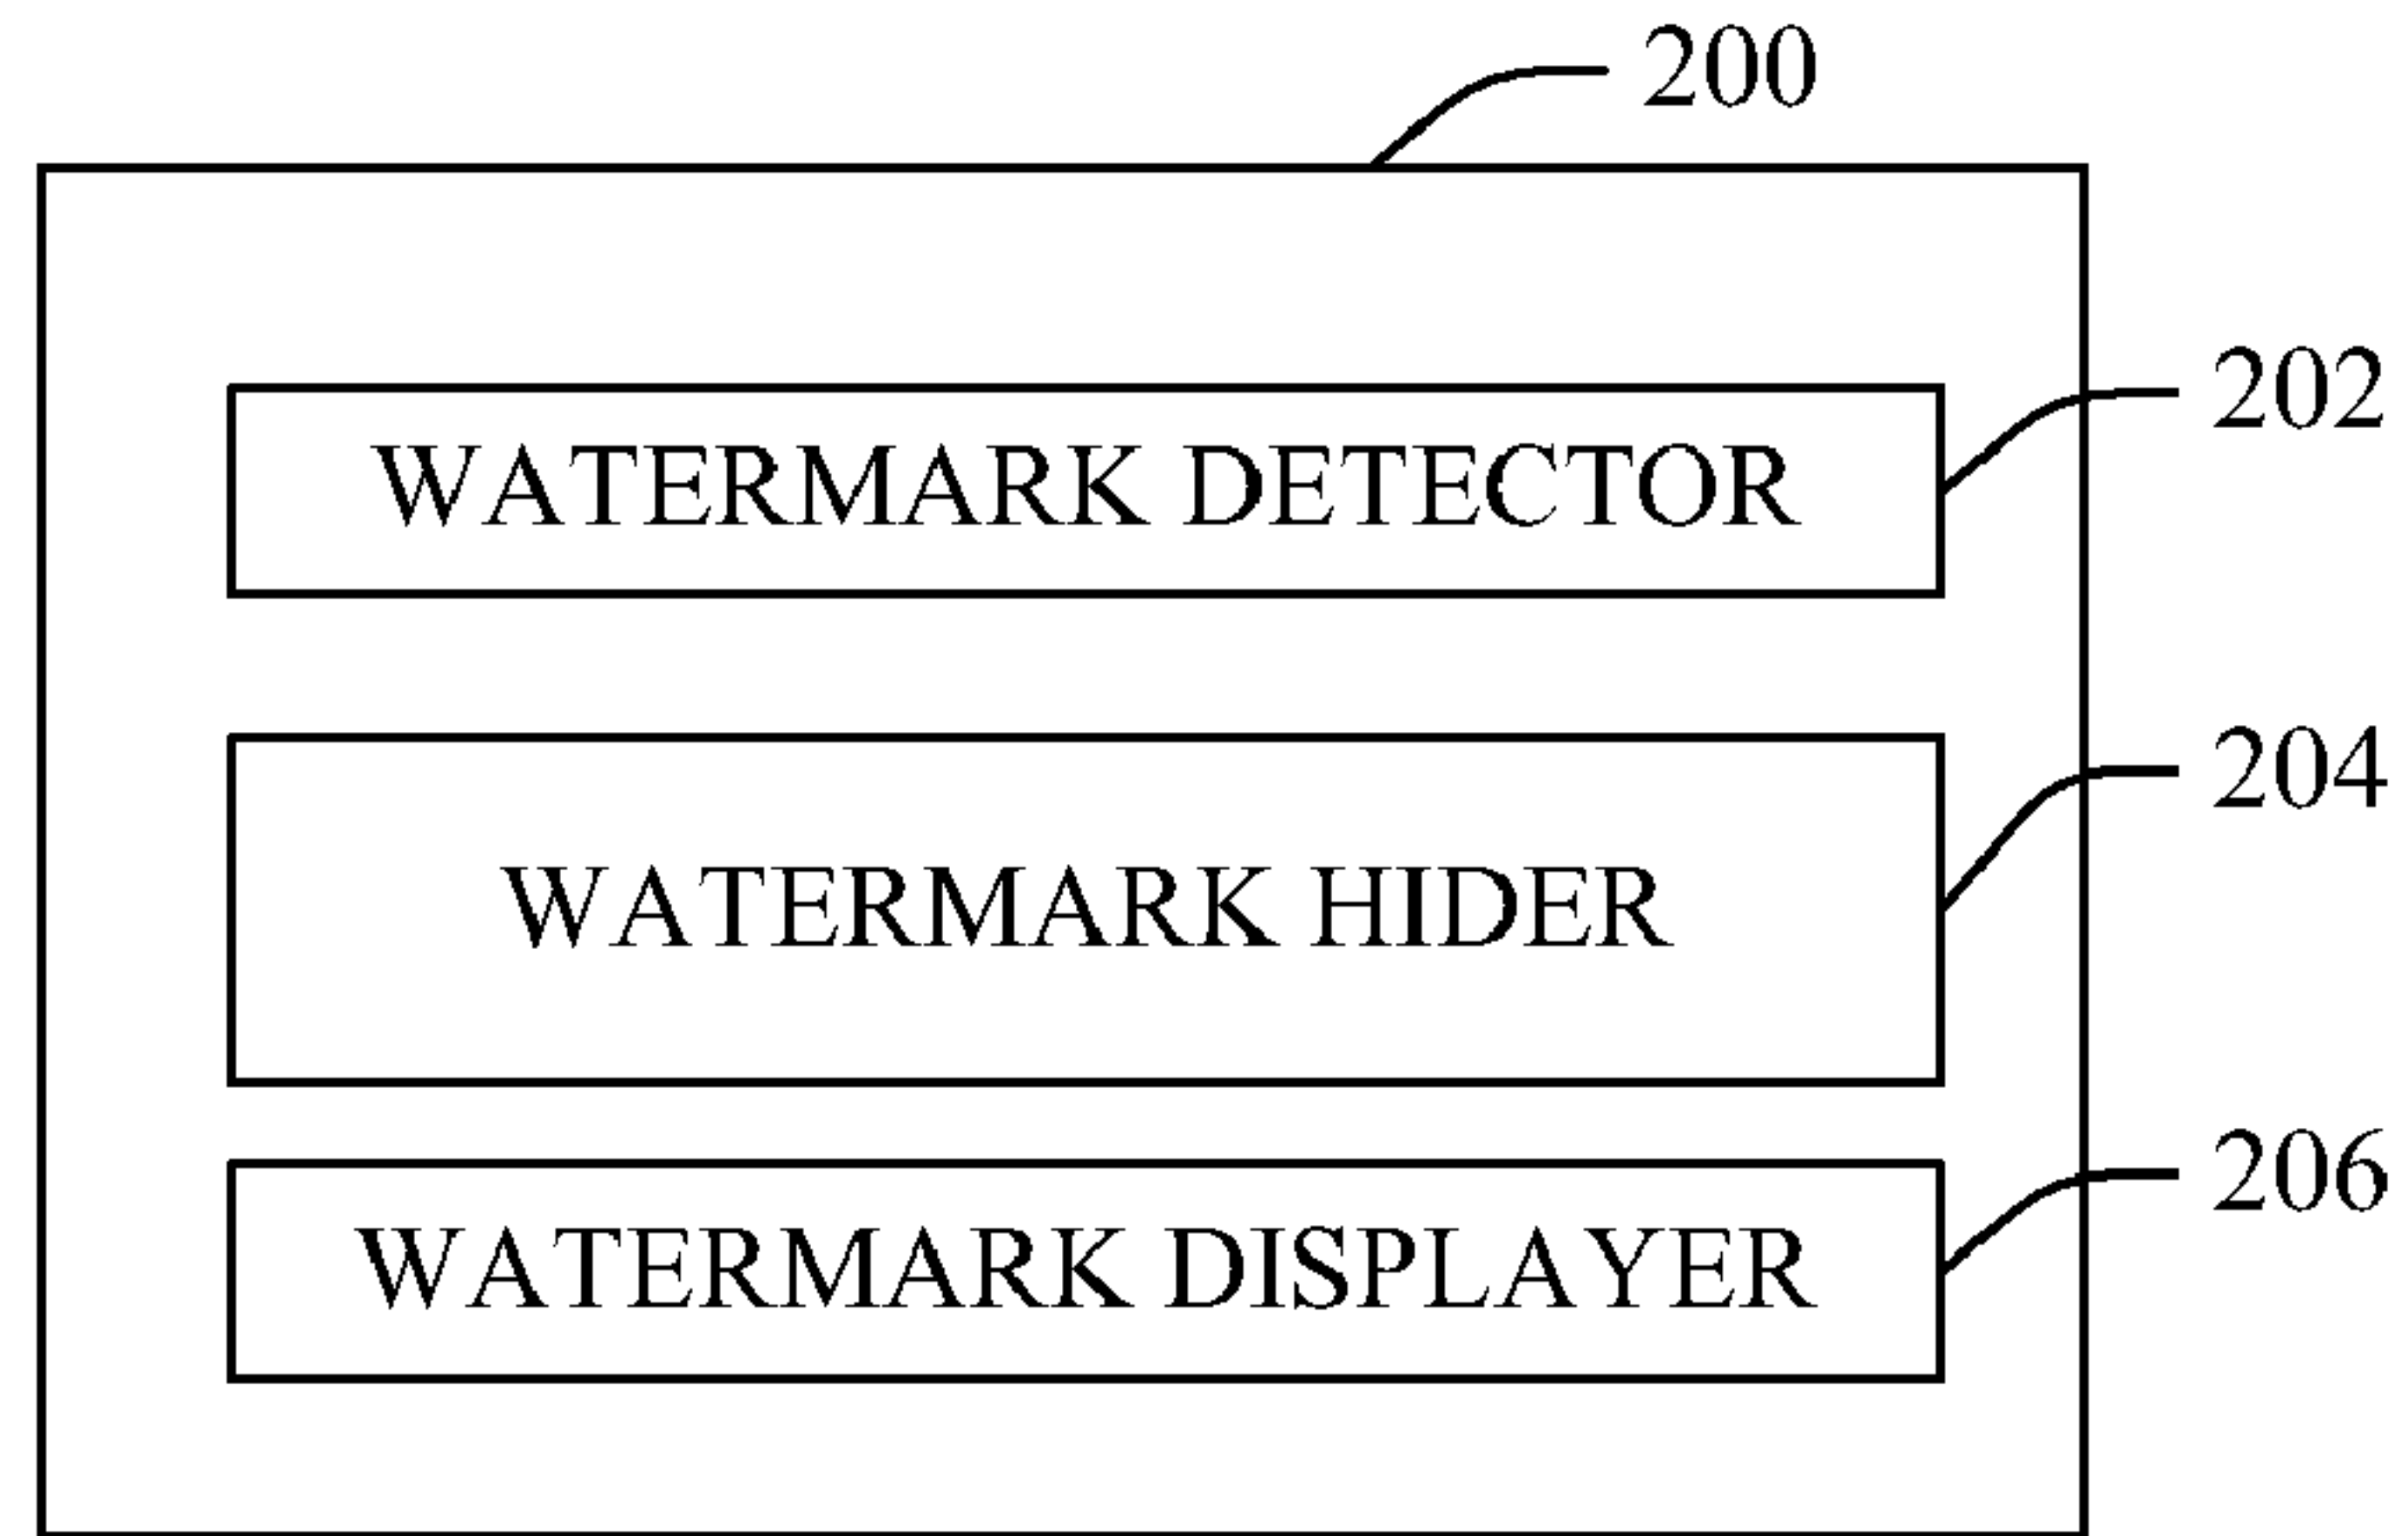 200
202
WATERMARK DETECTOR
204
WATERMARK HIDER
206
WATERMARK DISPLAYER